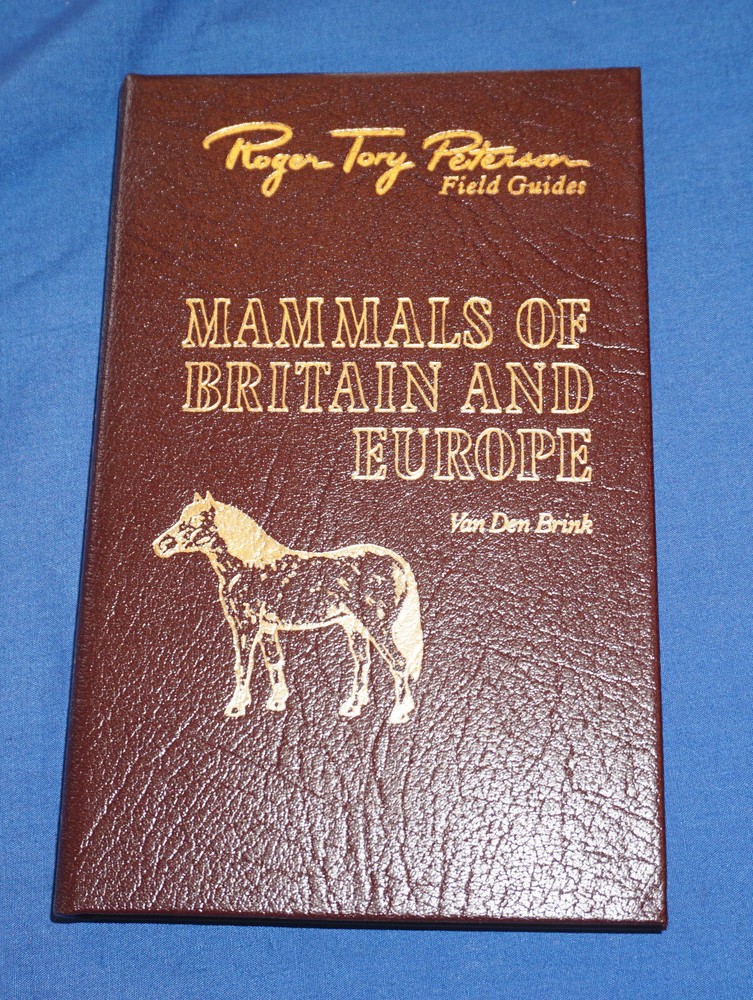 Roger Tory Peterson
Field Guides
MAMMALS OF
BRITAIN AND
EUROPE
Van Den Brink